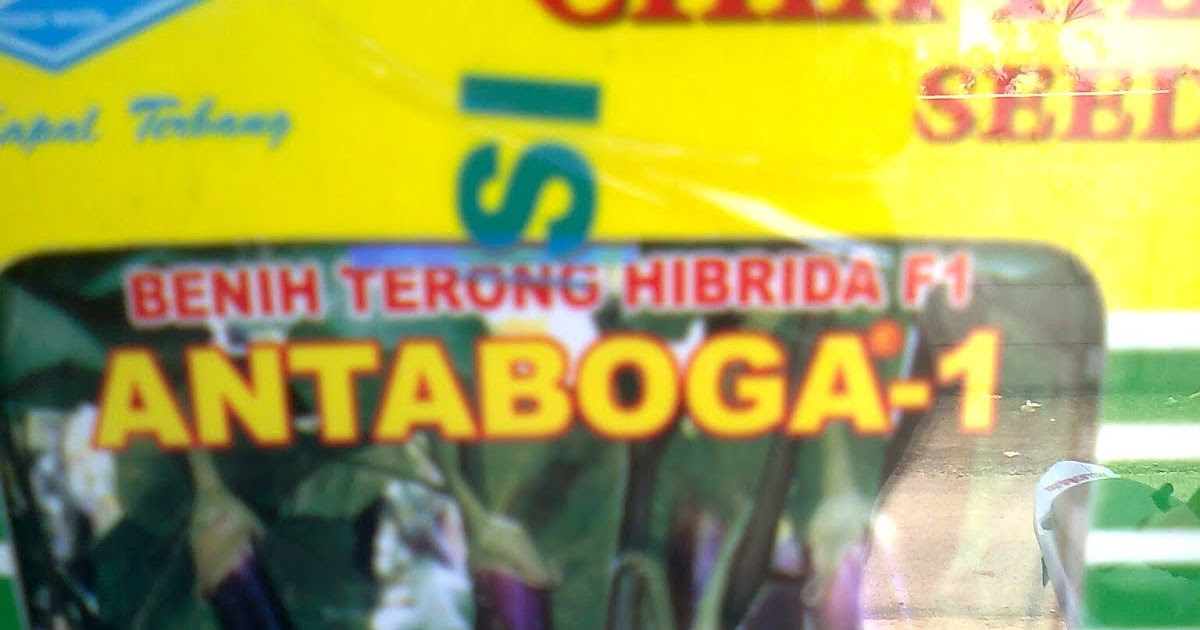 SEED
Kapal Terbang
SI
BENIH TERONG HIBRIDA F1
ANTABOGA-1